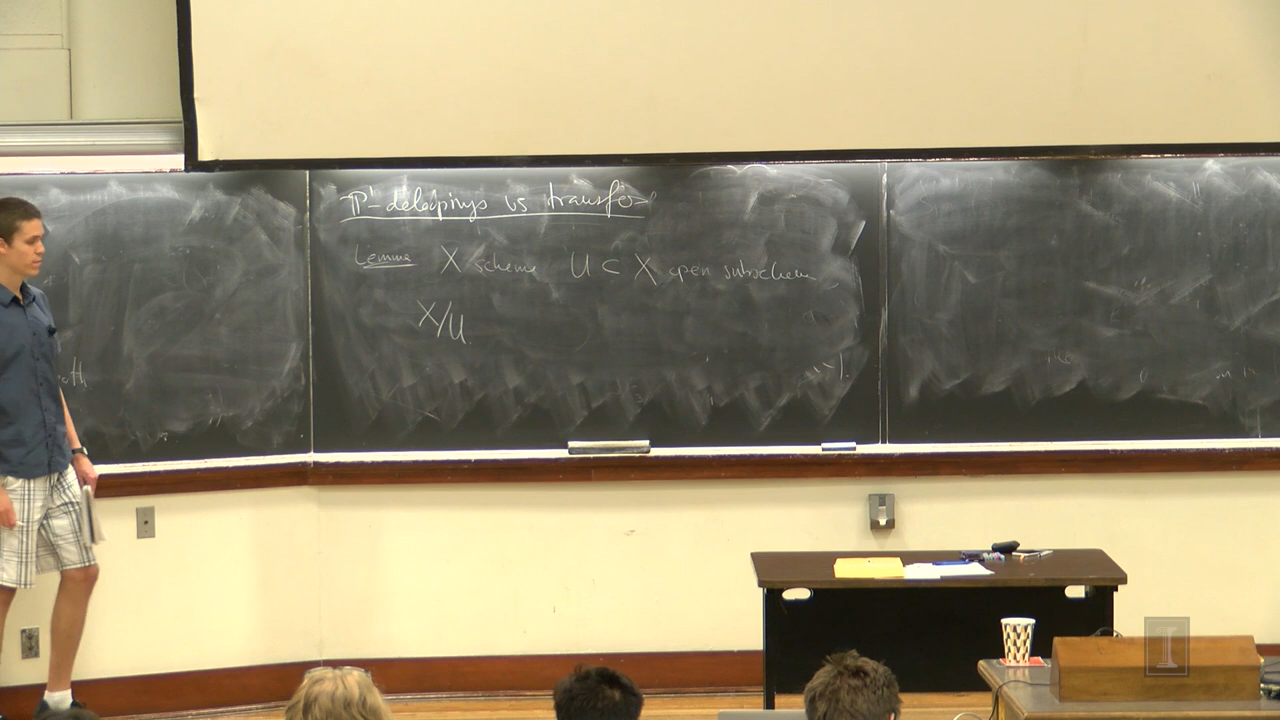 P¹-deloopings vs transfers
Lemma X scheme U ⊂ X open subscheme
X/U